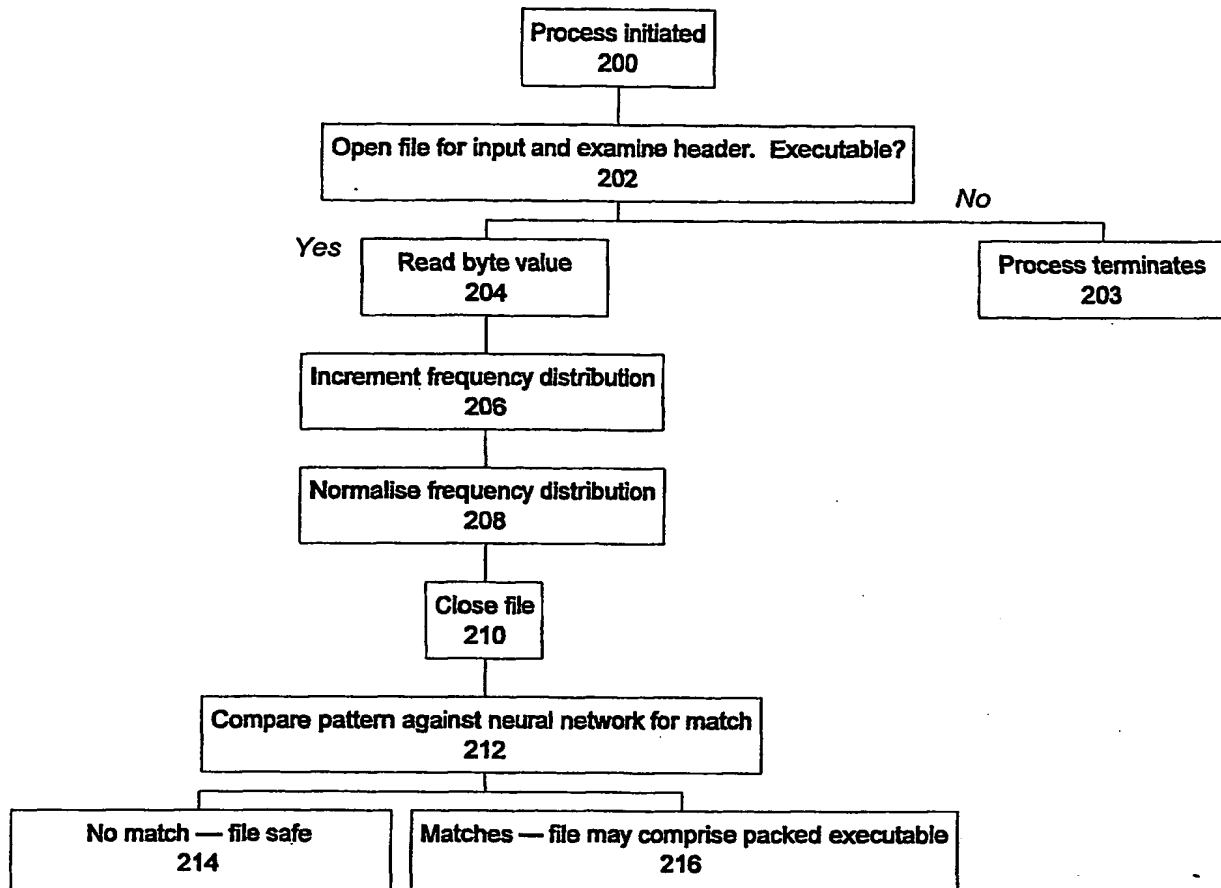 Process initiated
200
Open file for input and examine header. Executable?
202
No
Yes
Read byte value
204
Process terminates
203
Increment frequency distribution
206
Normalise frequency distribution
208
Close file
210
Compare pattern against neural network for match
212
No match — file safe
214
Matches — file may comprise packed executable
216